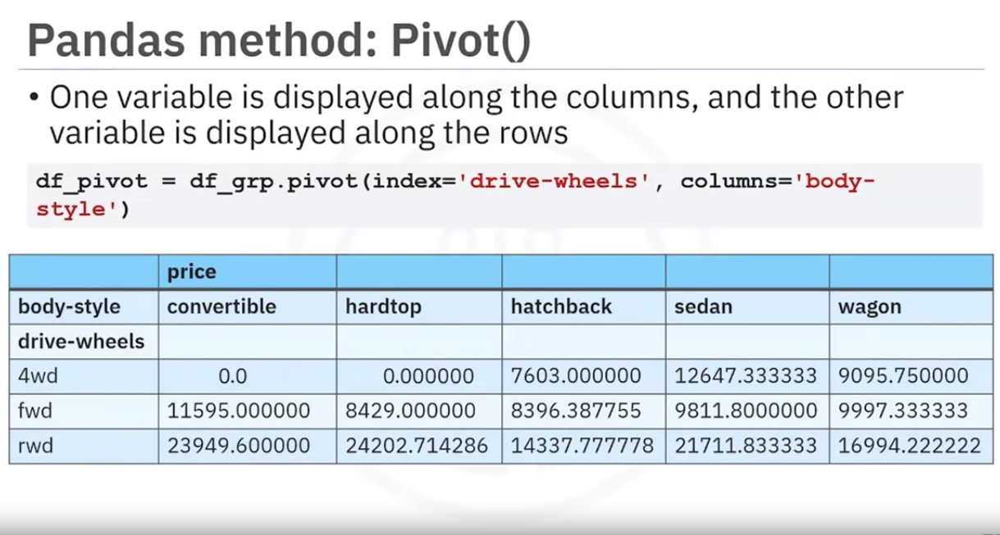 Pandas method: Pivot()
• One variable is displayed along the columns, and the other
variable is displayed along the rows
df_pivot = df_grp.pivot(index='drive-wheels', columns='body-
style')
price
body-style convertible hardtop hatchback sedan wagon
drive-wheels
4wd 0.0 0.000000 7603.000000 12647.333333 9095.750000
fwd 11595.000000 8429.000000 8396.387755 9811.8000000 9997.333333
rwd 23949.600000 24202.714286 14337.777778 21711.833333 16994.222222